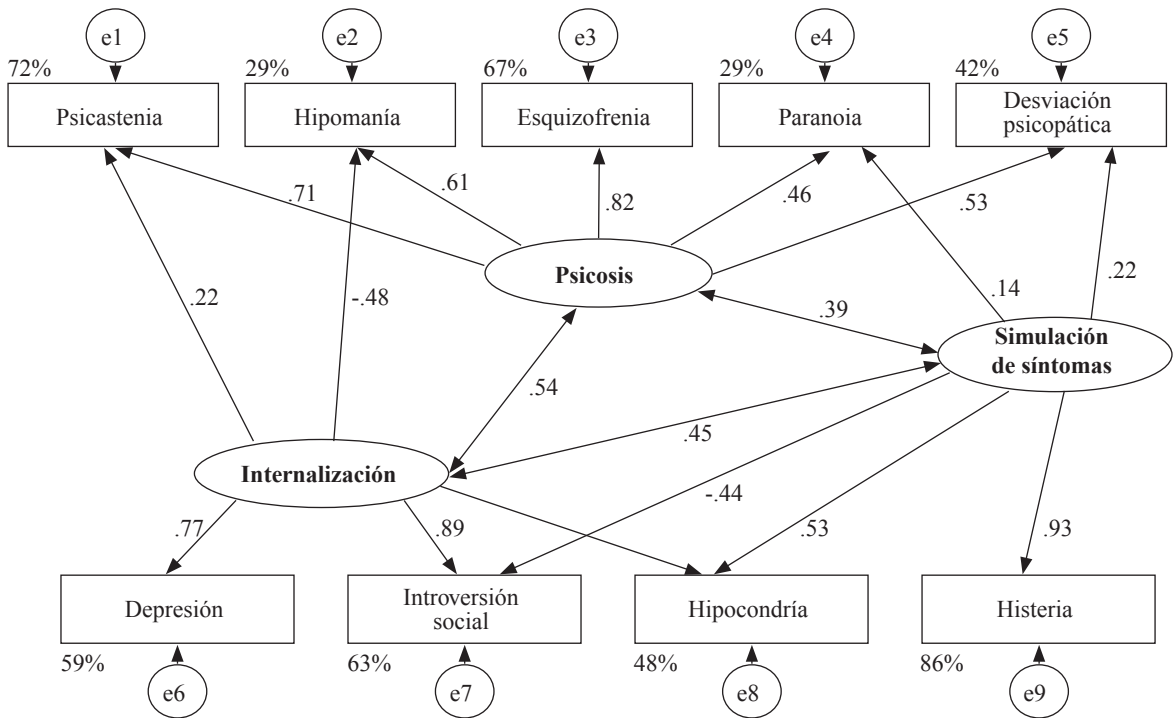 e1
e2
e3
e4
e5
72%
29%
67%
29%
42%
Psicastenia
Hipomanía
Esquizofrenia
Paranoia
Desviación
psicopática
.71
.61
.82
.46
.53
.22
-.48
Psicosis
.39
.14
.22
Simulación
de síntomas
.54
.45
Internalización
-.44
.77
.89
.53
.93
Depresión
Introversión
social
Hipocondría
Histeria
59%
63%
48%
86%
e6
e7
e8
e9